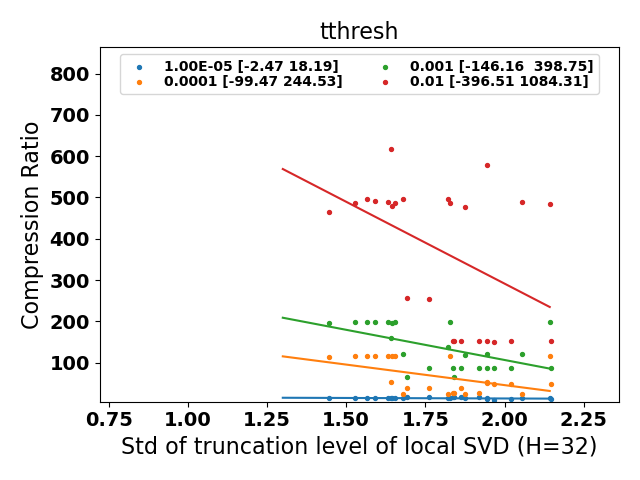 tthresh
1.00E-05 [-2.47 18.19]
0.0001 [-99.47 244.53]
0.001 [-146.16  398.75]
0.01 [-396.51 1084.31]
Compression Ratio
800
700
600
500
400
300
200
100
0.75 1.00 1.25 1.50 1.75 2.00 2.25
Std of truncation level of local SVD (H=32)